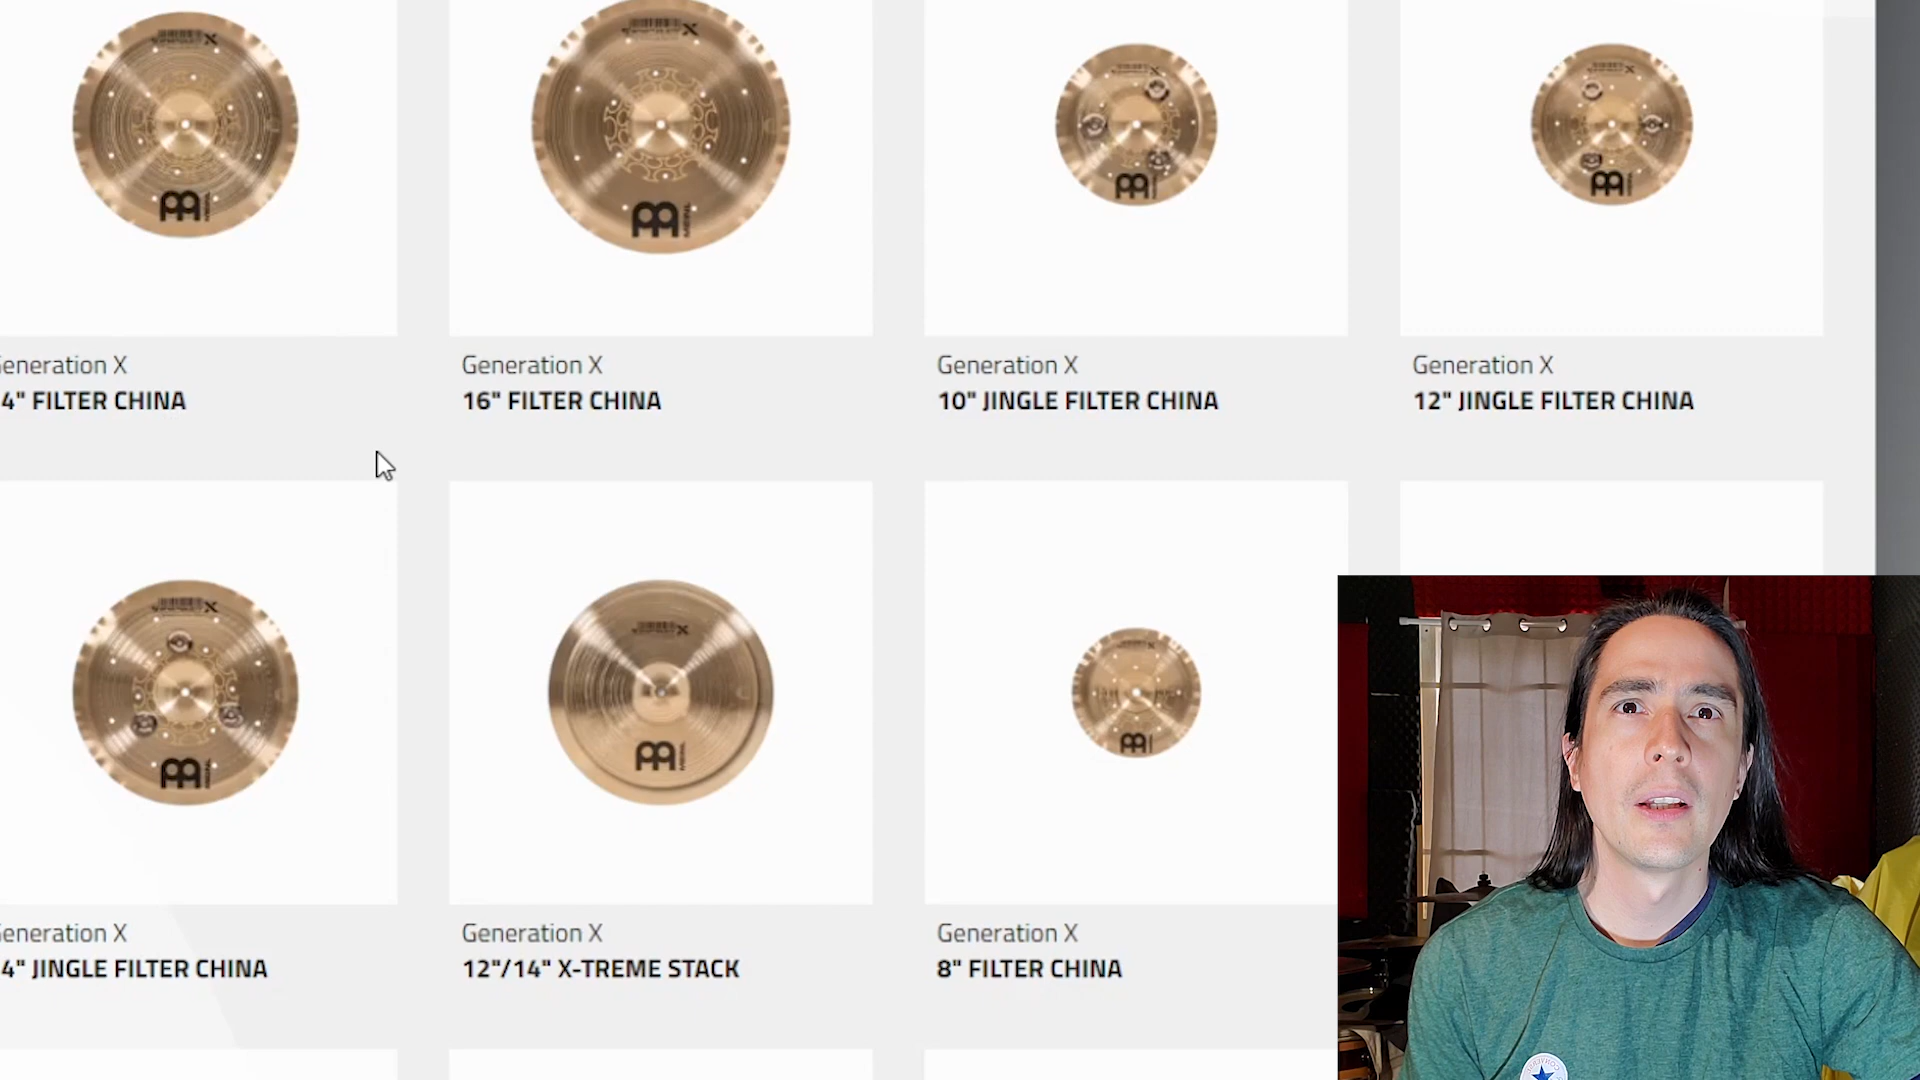 eneration X
4" FILTER CHINA
Generation X
16" FILTER CHINA
Generation X
10" JINGLE FILTER CHINA
Generation X
12" JINGLE FILTER CHINA
eneration X
4" JINGLE FILTER CHINA
Generation X
12"/14" X-TREME STACK
Generation X
8" FILTER CHINA
MEINL